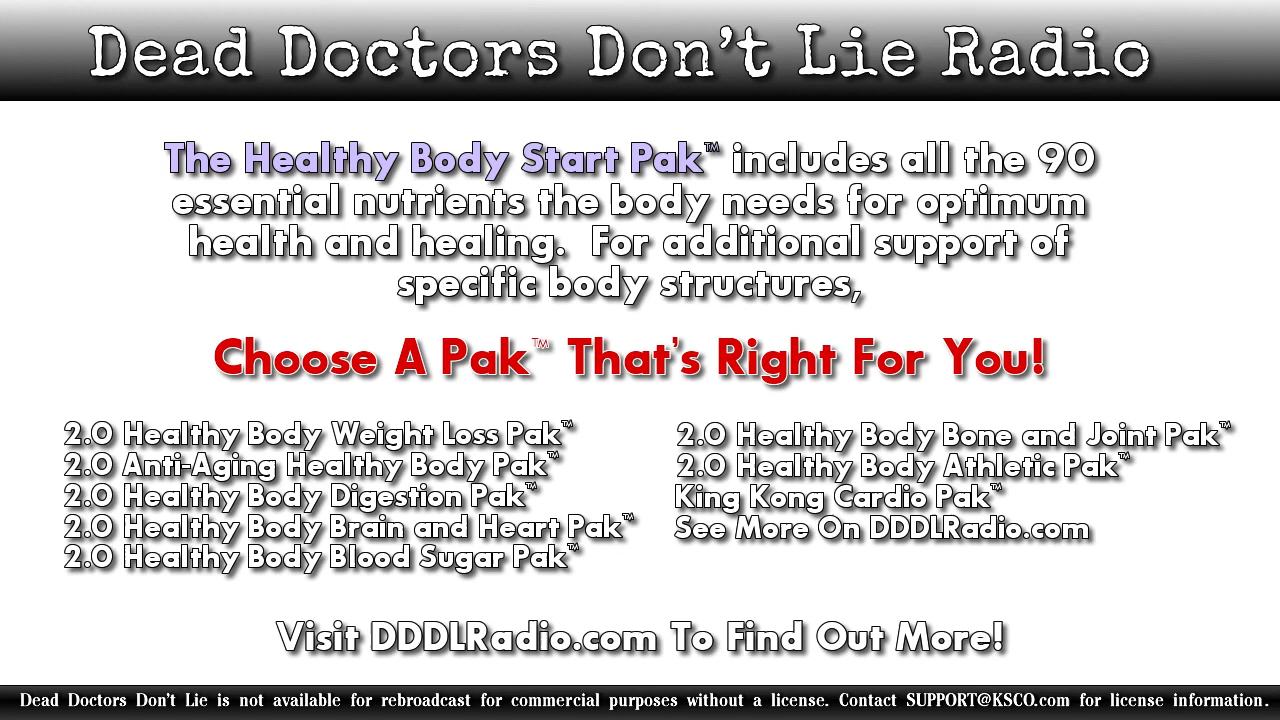 Dead Doctors Don't Lie Radio
The Healthy Body Start Pak™ includes all the 90
essential nutrients the body needs for optimum
health and healing.  For additional support of
specific body structures,
Choose A Pak™ That's Right For You!
2.0 Healthy Body Weight Loss Pak™
2.0 Anti-Aging Healthy Body Pak™
2.0 Healthy Body Digestion Pak™
2.0 Healthy Body Brain and Heart Pak™
2.0 Healthy Body Blood Sugar Pak™
2.0 Healthy Body Bone and Joint Pak™
2.0 Healthy Body Athletic Pak™
King Kong Cardio Pak™
See More On DDDLRadio.com
Visit DDDLRadio.com To Find Out More!
Dead Doctors Don't Lie is not available for rebroadcast for commercial purposes without a license. Contact SUPPORT@KSCO.com for license information.